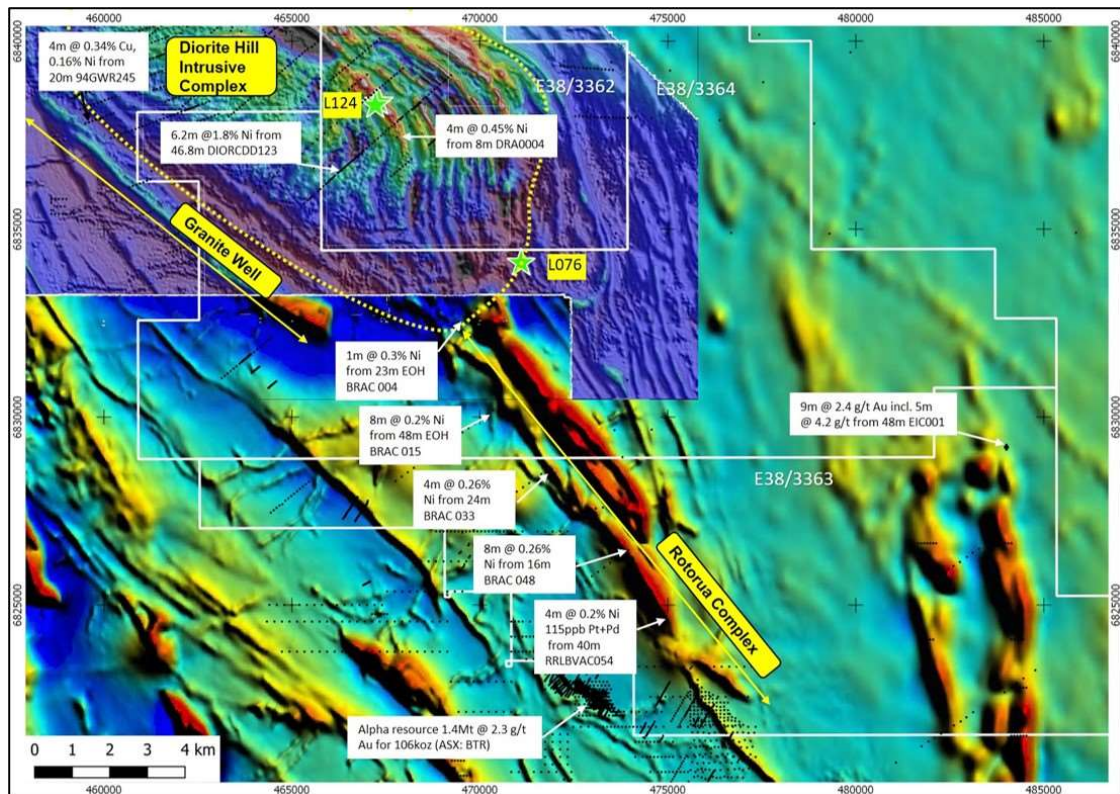 460000
465000
470000
475000
480000
485000
6840000
6840000
4m @ 0.34% Cu,
0.16% Ni from
20m 94GWR245
Diorite Hill
Intrusive
Complex
L124
E38/3362
E38/3364
6.2m @1.8% Ni from
46.8m DIORCDD123
4m @ 0.45% Ni
from 8m DRA0004
6835000
6835000
Granite Well
L076
1m @ 0.3% Ni
from 23m EOH
BRAC 004
6830000
6830000
8m @ 0.2% Ni
from 48m EOH
BRAC 015
9m @ 2.4 g/t Au incl. 5m
@ 4.2 g/t from 48m EIC001
E38/3363
4m @ 0.26%
Ni from 24m
BRAC 033
8m @ 0.26%
Ni from 16m
BRAC 048
Rotorua Complex
6825000
6825000
4m @ 0.2% Ni
115ppb Pt+Pd
from 40m
RRLBVAC054
Alpha resource 1.4Mt @ 2.3 g/t
Au for 106koz (ASX: BTR)
0 1 2 3 4 km
460000
465000
470000
475000
480000
485000